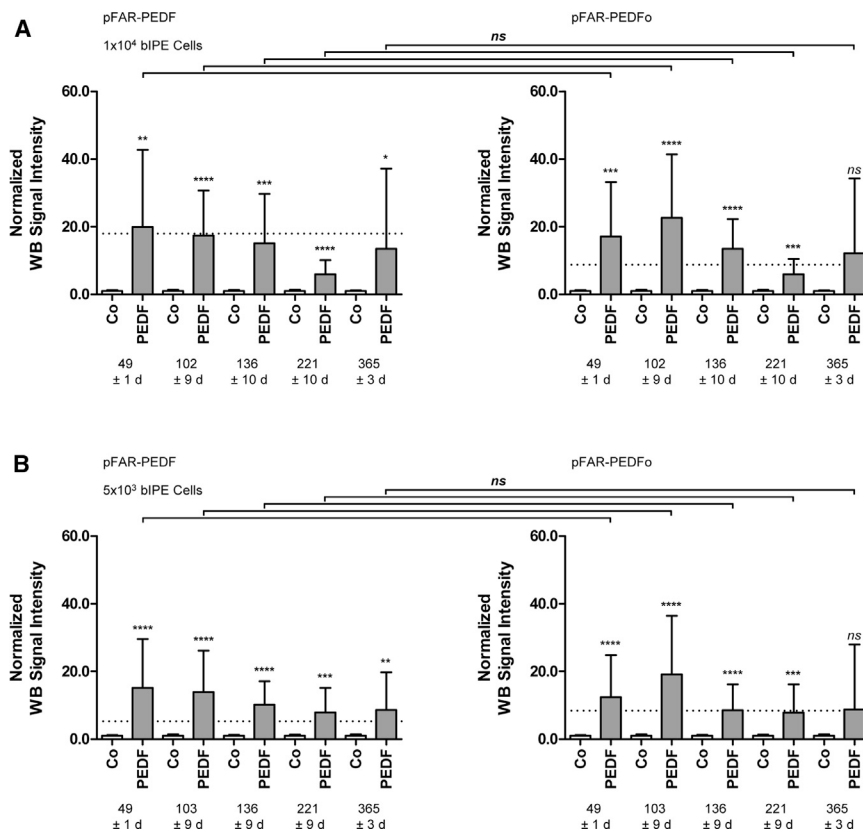 A
pFAR-PEDF
pFAR-PEDFo
1x10⁴ bIPE Cells
ns
Normalized
WB Signal Intensity
60.0
40.0
20.0
0.0
** **** *** **** *
Co PEDF Co PEDF Co PEDF Co PEDF Co PEDF
49 102 136 221 365
± 1 d ± 9 d ± 10 d ± 10 d ± 3 d
Normalized
WB Signal Intensity
60.0
40.0
20.0
0.0
*** **** **** *** ns
Co PEDF Co PEDF Co PEDF Co PEDF Co PEDF
49 102 136 221 365
± 1 d ± 9 d ± 10 d ± 10 d ± 3 d
B
pFAR-PEDF
pFAR-PEDFo
5x10³ bIPE Cells
ns
Normalized
WB Signal Intensity
60.0
40.0
20.0
0.0
**** **** **** *** **
Co PEDF Co PEDF Co PEDF Co PEDF Co PEDF
49 103 136 221 365
± 1 d ± 9 d ± 9 d ± 9 d ± 3 d
Normalized
WB Signal Intensity
60.0
40.0
20.0
0.0
**** **** **** *** ns
Co PEDF Co PEDF Co PEDF Co PEDF Co PEDF
49 103 136 221 365
± 1 d ± 9 d ± 9 d ± 9 d ± 3 d